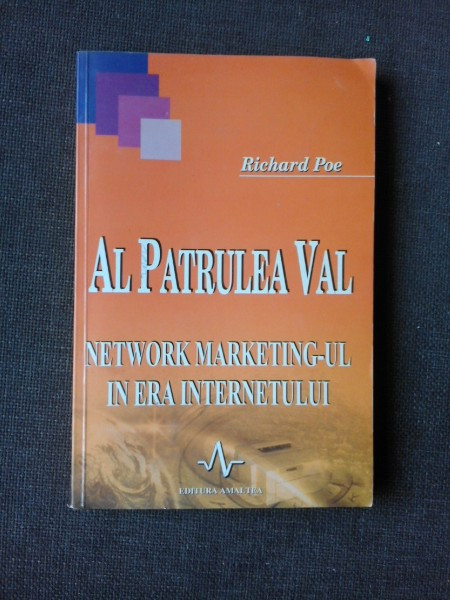 Richard Poe
AL PATRULEA VAL
NETWORK MARKETING-UL
IN ERA INTERNETULUI
EDITURA AMALTEA